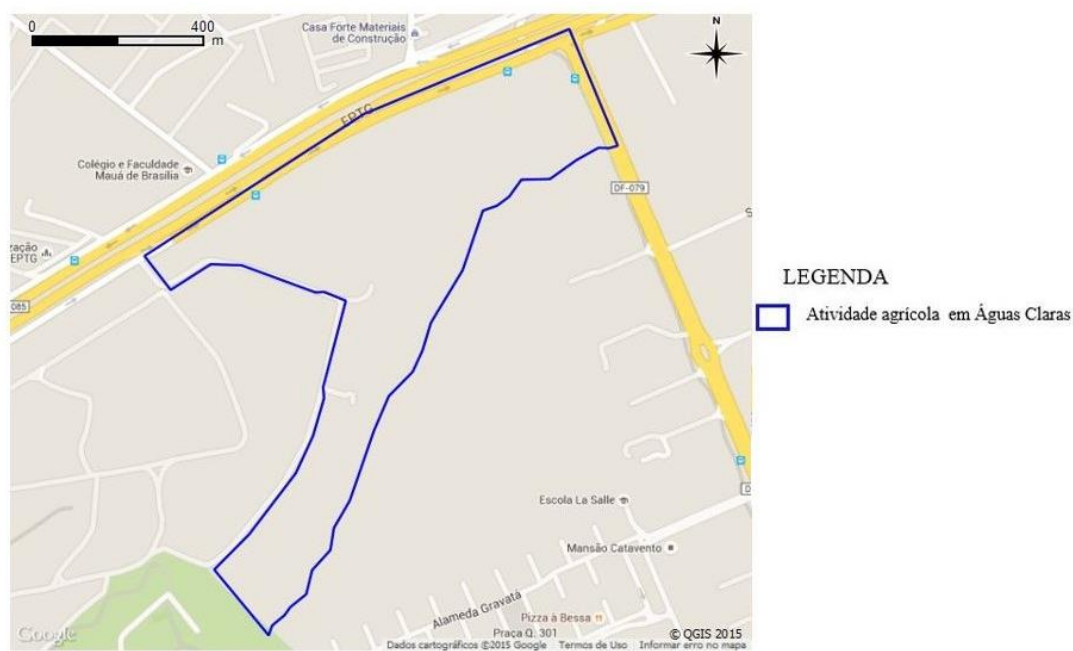 0 400
m
Casa Forte Materiais
de Construção
N
EPTG
Colégio e Faculdade
Mauá de Brasília
DF-079
ização
EPTG
085
LEGENDA
Atividade agrícola em Águas Claras
Escola La Salle
Mansão Catavento
Alameda Gravatá
Pizza à Bessa
Praça Q. 301
© QGIS 2015
Google
Dados cartográficos ©2015 Google Termos de Uso Informar erro no mapa